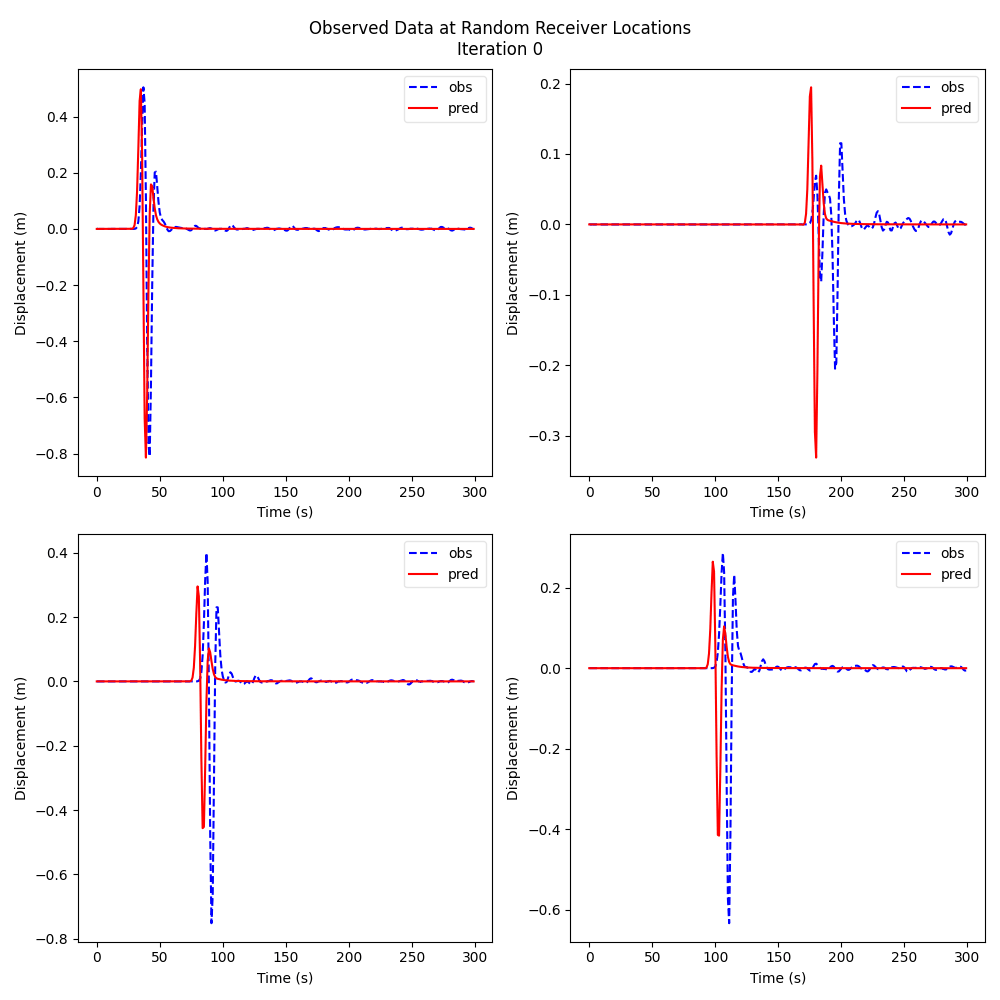 Observed Data at Random Receiver Locations
Iteration 0
obs
pred
0.4
0.2
0.0
−0.2
−0.4
−0.6
−0.8
Displacement (m)
0 50 100 150 200 250 300
Time (s)
obs
pred
0.2
0.1
0.0
−0.1
−0.2
−0.3
Displacement (m)
0 50 100 150 200 250 300
Time (s)
obs
pred
0.4
0.2
0.0
−0.2
−0.4
−0.6
−0.8
Displacement (m)
0 50 100 150 200 250 300
Time (s)
obs
pred
0.2
0.0
−0.2
−0.4
−0.6
Displacement (m)
0 50 100 150 200 250 300
Time (s)